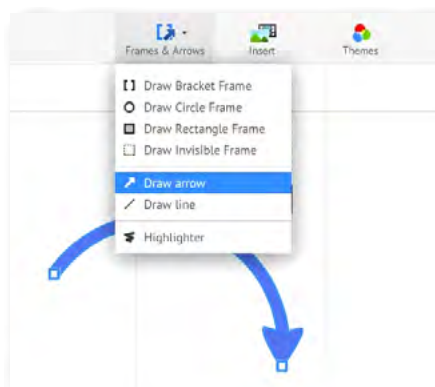 Frames & Arrows Insert Themes
Draw Bracket Frame
Draw Circle Frame
Draw Rectangle Frame
Draw Invisible Frame
Draw arrow
Draw line
Highlighter